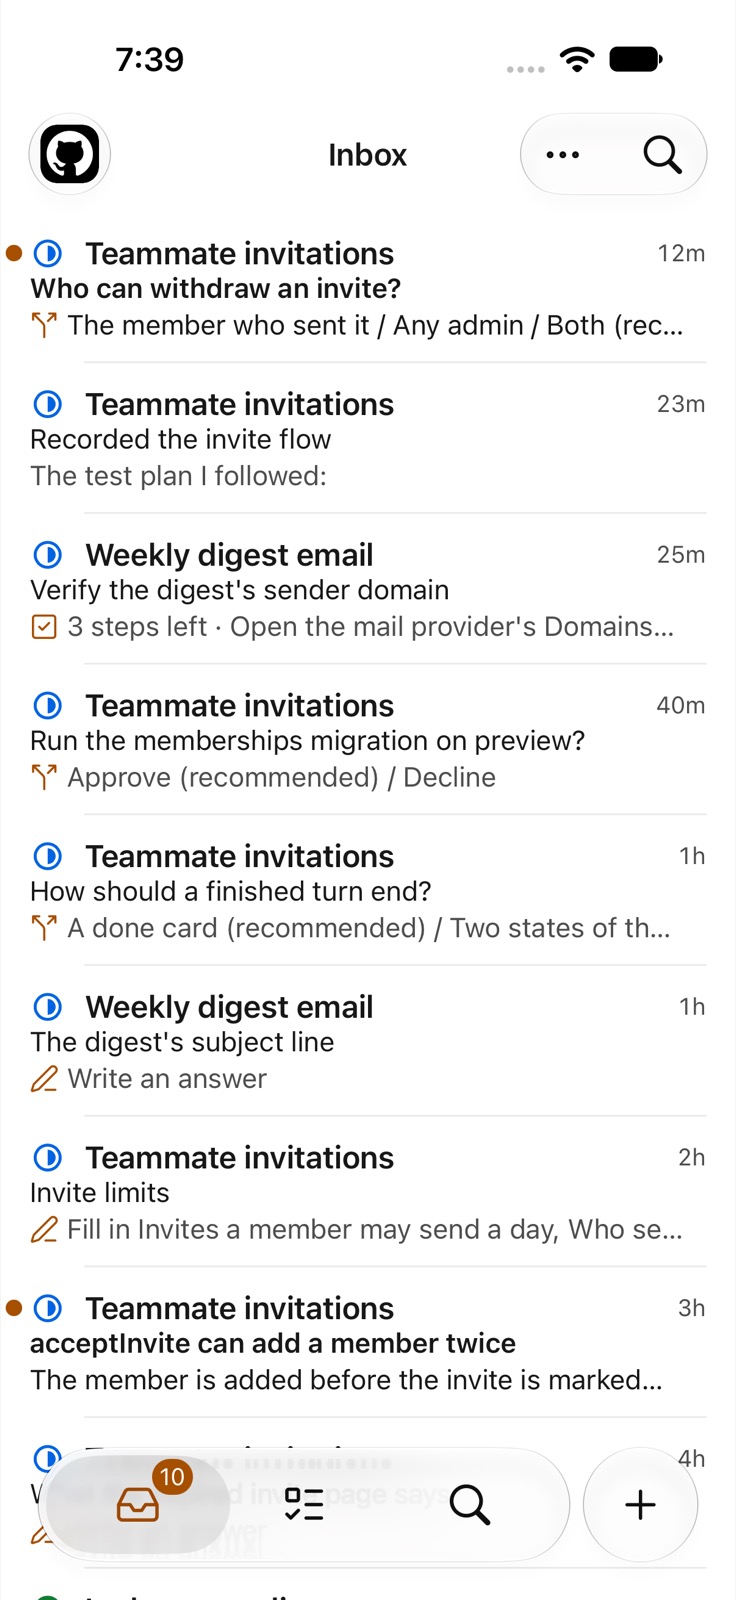 7:39
Inbox
Teammate invitations
12m
Who can withdraw an invite?
The member who sent it / Any admin / Both (rec...
Teammate invitations
23m
Recorded the invite flow
The test plan I followed:
Weekly digest email
25m
Verify the digest's sender domain
3 steps left · Open the mail provider's Domains...
Teammate invitations
40m
Run the memberships migration on preview?
Approve (recommended) / Decline
Teammate invitations
1h
How should a finished turn end?
A done card (recommended) / Two states of th...
Weekly digest email
1h
The digest's subject line
Write an answer
Teammate invitations
2h
Invite limits
Fill in Invites a member may send a day, Who se...
Teammate invitations
3h
acceptInvite can add a member twice
The member is added before the invite is marked...
4h
page says
10